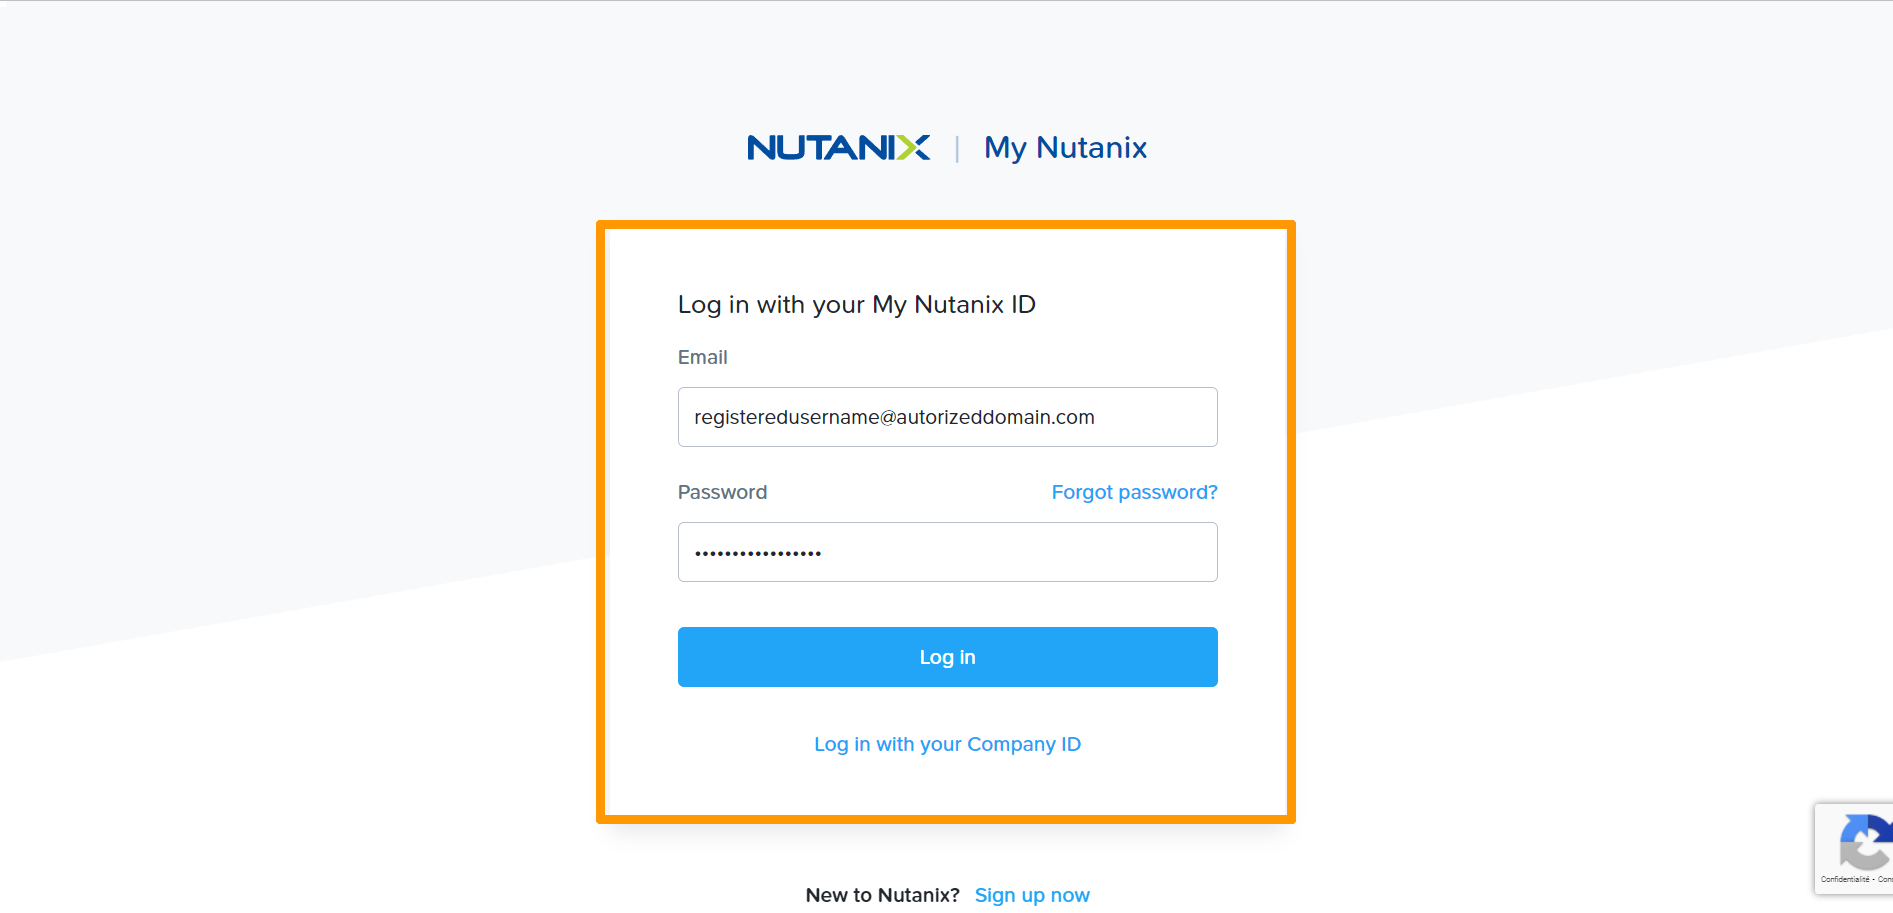 NUTANIX | My Nutanix
Log in with your My Nutanix ID
Email
registeredusername@autorizeddomain.com
Password Forgot password?
•••••••••••••••••
Log in
Log in with your Company ID
New to Nutanix? Sign up now
Confidentialité - Con